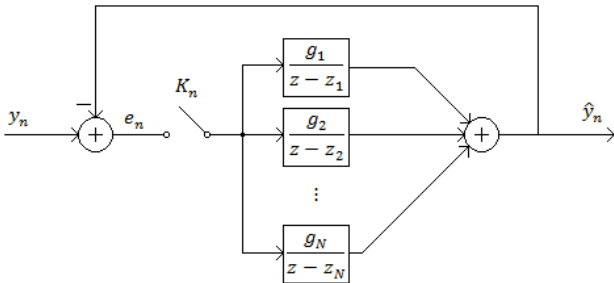 y_n
−
e_n
K_n
g_1
z − z_1
g_2
z − z_2
⋮
g_N
z − z_N
+
+
ŷ_n